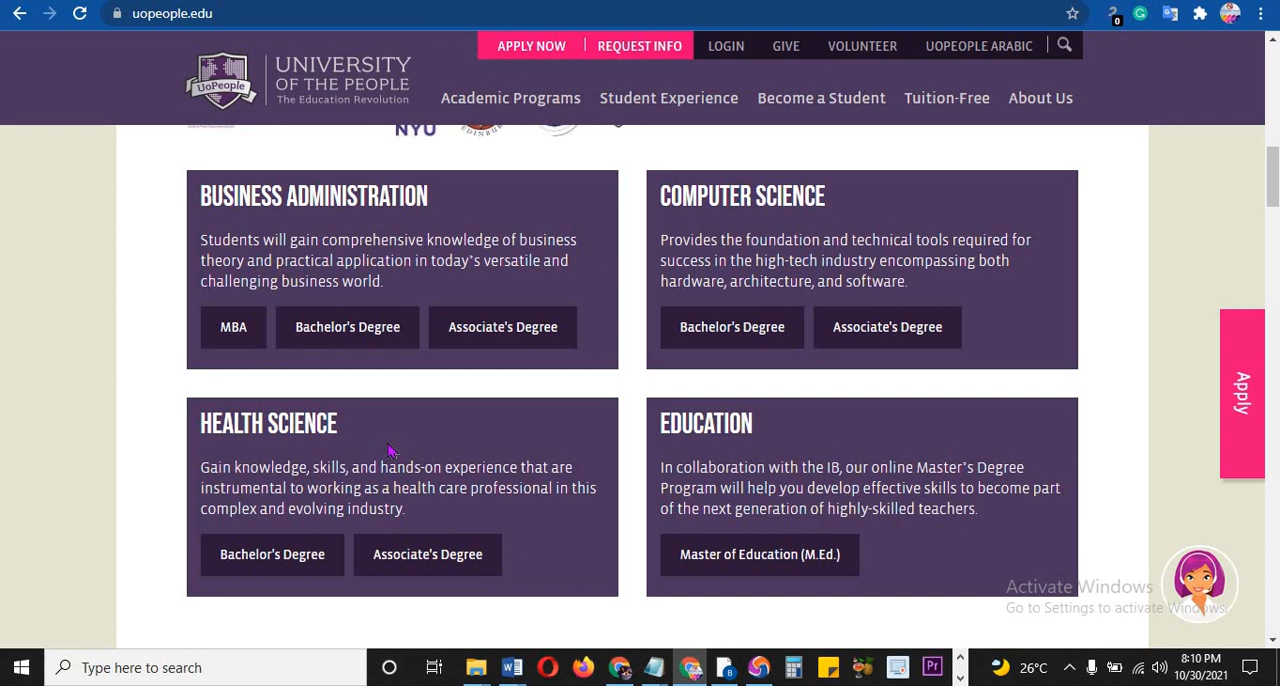 uopeople.edu
0
APPLY NOW REQUEST INFO LOGIN GIVE VOLUNTEER UOPEOPLE ARABIC
UoPeople
UNIVERSITY
OF THE PEOPLE
The Education Revolution
Academic Programs Student Experience Become a Student Tuition-Free About Us
NYU
EDINBURGH
BUSINESS ADMINISTRATION
Students will gain comprehensive knowledge of business
theory and practical application in today's versatile and
challenging business world.
MBA Bachelor's Degree Associate's Degree
COMPUTER SCIENCE
Provides the foundation and technical tools required for
success in the high-tech industry encompassing both
hardware, architecture, and software.
Bachelor's Degree Associate's Degree
HEALTH SCIENCE
Gain knowledge, skills, and hands-on experience that are
instrumental to working as a health care professional in this
complex and evolving industry.
Bachelor's Degree Associate's Degree
EDUCATION
In collaboration with the IB, our online Master's Degree
Program will help you develop effective skills to become part
of the next generation of highly-skilled teachers.
Master of Education (M.Ed.)
Apply
Activate Windows
Go to Settings to activate Windows.
Type here to search
Pr
26°C
8:10 PM
10/30/2021